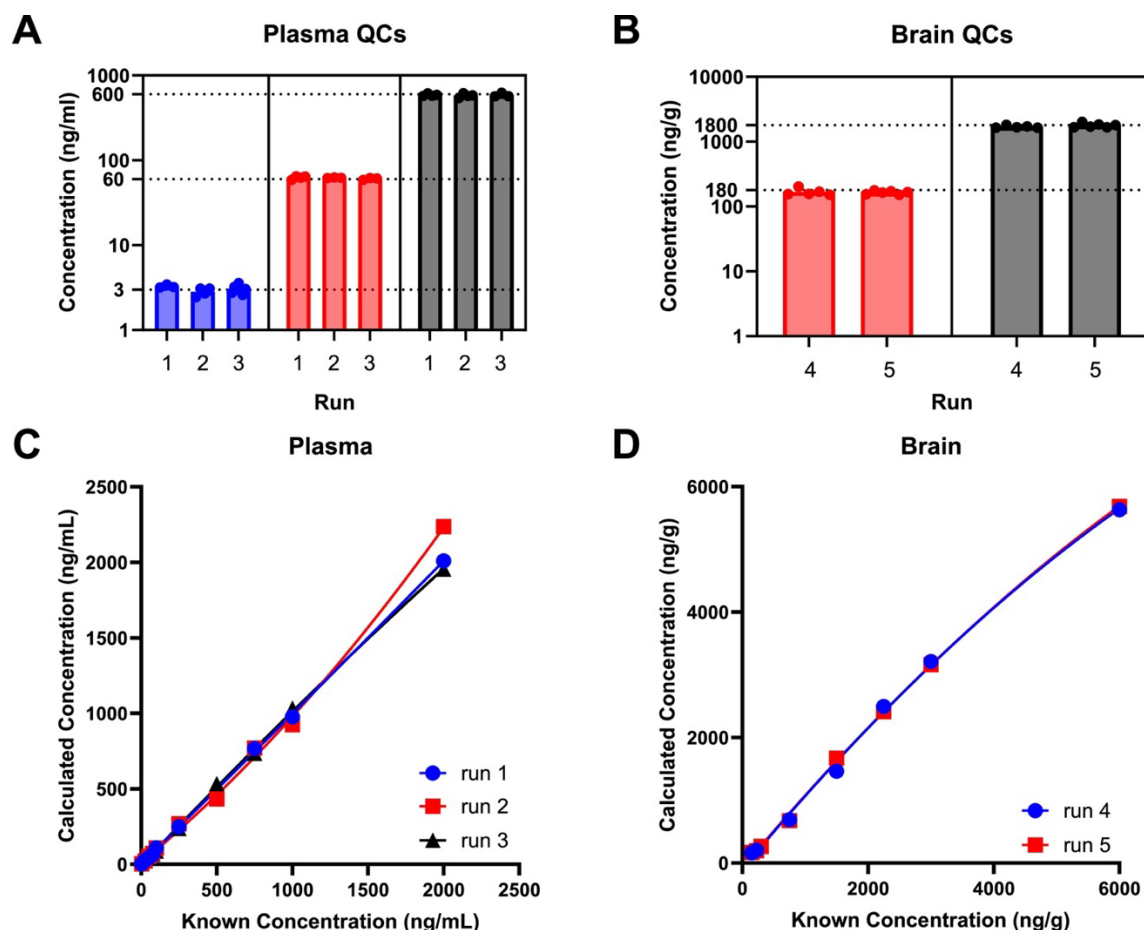 A
Plasma QCs
Concentration (ng/ml)
1000
600
100
60
10
3
1
1 2 3 1 2 3 1 2 3
Run
B
Brain QCs
Concentration (ng/g)
10000
1800
1000
180
100
10
1
4 5 4 5
Run
C
Plasma
Calculated Concentration (ng/mL)
2500
2000
1500
1000
500
0
0 500 1000 1500 2000 2500
Known Concentration (ng/mL)
run 1
run 2
run 3
D
Brain
Calculated Concentration (ng/g)
6000
4000
2000
0
0 2000 4000 6000
Known Concentration (ng/g)
run 4
run 5